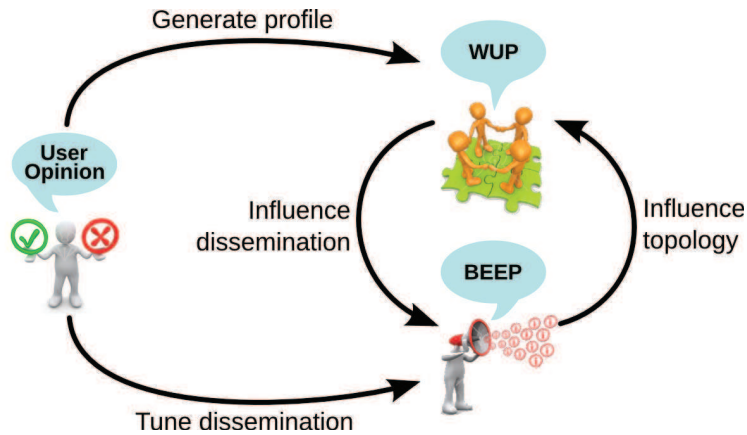 Generate profile
WUP
User
Opinion
Influence
dissemination
Influence
topology
BEEP
Tune dissemination